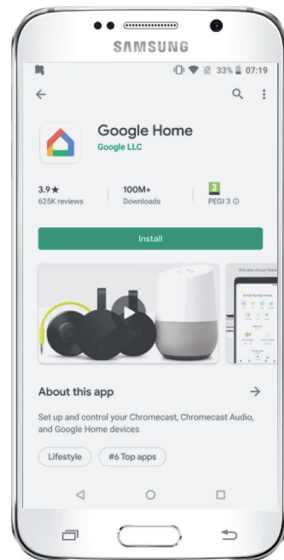 SAMSUNG
33% 07:19
Google Home
Google LLC
3.9★ 100M+ 3
625K reviews Downloads PEGI 3
Install
About this app
Set up and control your Chromecast, Chromecast Audio,
and Google Home devices
Lifestyle #6 Top apps